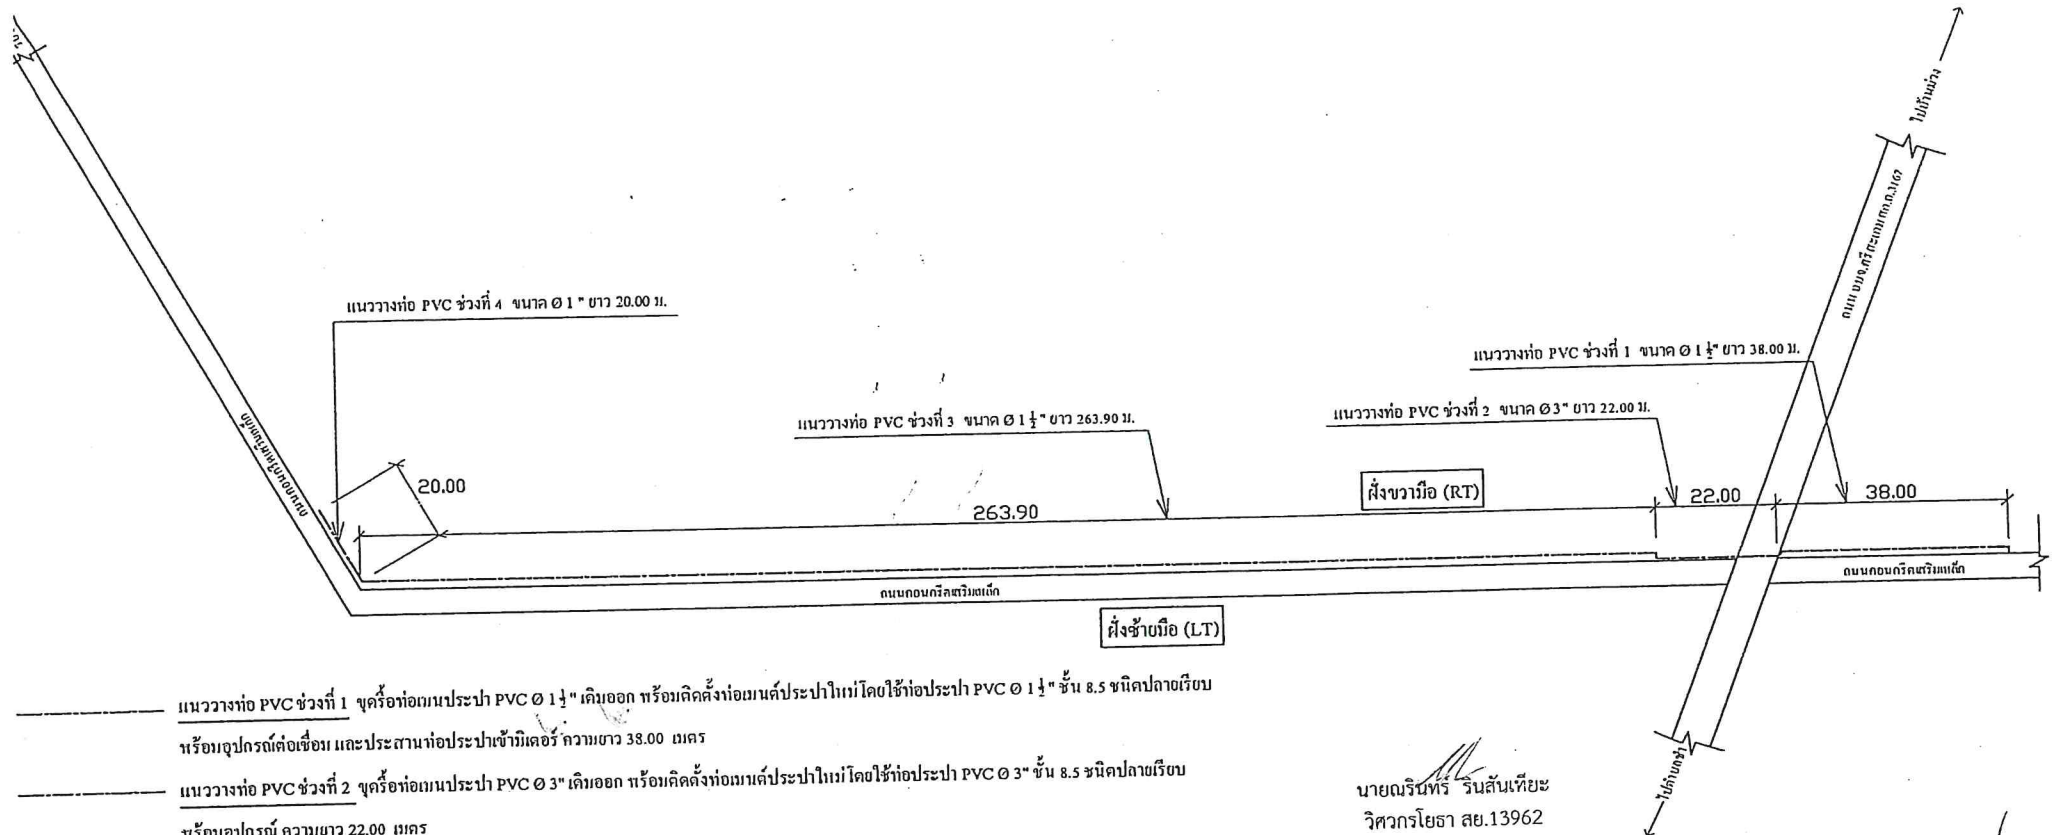 ไปบ้านม่วง
แนววางท่อ PVC ช่วงที่ 4 ขนาด Ø 1" ยาว 20.00 ม.
แนววางท่อ PVC ช่วงที่ 1 ขนาด Ø 1 ½" ยาว 38.00 ม.
แนววางท่อ PVC ช่วงที่ 3 ขนาด Ø 1 ½" ยาว 263.90 ม.
แนววางท่อ PVC ช่วงที่ 2 ขนาด Ø 3" ยาว 22.00 ม.
20.00
263.90
ฝั่งขวามือ (RT)
22.00
38.00
ถนนคอนกรีตเสริมเหล็ก
ถนนคอนกรีตเสริมเหล็ก
ฝั่งซ้ายมือ (LT)
แนววางท่อ PVC ช่วงที่ 1 ขุดรื้อท่อเมนประปา PVC Ø 1 ½" เดิมออก พร้อมติดตั้งท่อเมนต์ประปาใหม่ โดยใช้ท่อประปา PVC Ø 1 ½" ชั้น 8.5 ชนิดปลายเรียบ
พร้อมอุปกรณ์ต่อเชื่อม และประสานท่อประปาเข้ามิเตอร์ ความยาว 38.00 เมตร
แนววางท่อ PVC ช่วงที่ 2 ขุดรื้อท่อเมนประปา PVC Ø 3" เดิมออก พร้อมติดตั้งท่อเมนต์ประปาใหม่ โดยใช้ท่อประปา PVC Ø 3" ชั้น 8.5 ชนิดปลายเรียบ
พร้อมอุปกรณ์ ความยาว 22.00 เมตร
นายณรินทร์ รินสันเทียะ
วิศวกรโยธา สย.13962